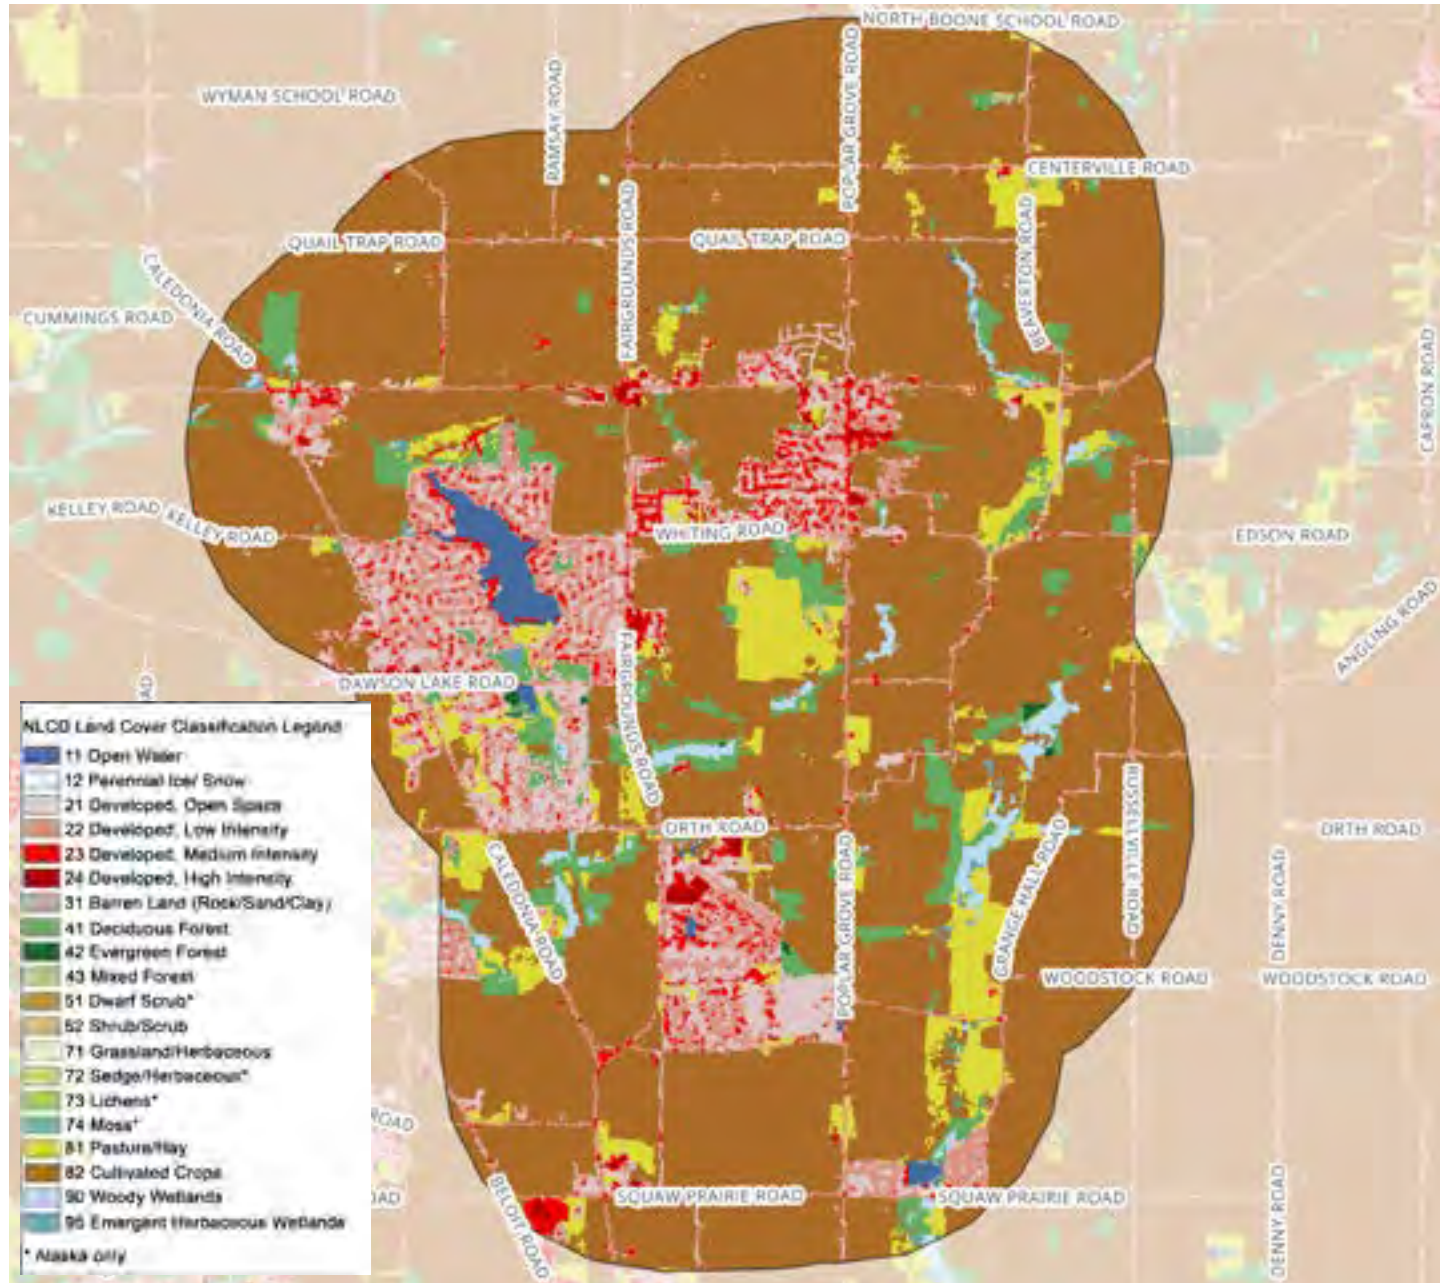 NORTH BOONE SCHOOL ROAD
WYMAN SCHOOL ROAD
RAMSAY ROAD
POPLAR GROVE ROAD
CENTERVILLE ROAD
FAIRGROUNDS ROAD
BEAVERTON ROAD
QUAIL TRAP ROAD
QUAIL TRAP ROAD
CALEDONIA ROAD
CUMMINGS ROAD
CAPRON ROAD
KELLEY ROAD
KELLEY ROAD
WHITING ROAD
EDSON ROAD
ANGLING ROAD
FAIRGROUNDS ROAD
DAWSON LAKE ROAD
ROAD
NLCD Land Cover Classification Legend
11 Open Water
12 Perennial Ice/ Snow
21 Developed, Open Space
22 Developed, Low Intensity
23 Developed, Medium Intensity
24 Developed, High Intensity
31 Barren Land (Rock/Sand/Clay)
41 Deciduous Forest
42 Evergreen Forest
43 Mixed Forest
51 Dwarf Scrub*
52 Shrub/Scrub
71 Grassland/Herbaceous
72 Sedge/Herbaceous*
73 Lichens*
74 Moss*
81 Pasture/Hay
82 Cultivated Crops
90 Woody Wetlands
95 Emergent Herbaceous Wetlands
* Alaska only
RUSSELLVILLE ROAD
ORTH ROAD
ORTH ROAD
CALEDONIA ROAD
POPLAR GROVE ROAD
GRANGE HALL ROAD
DENNY ROAD
WOODSTOCK ROAD
WOODSTOCK ROAD
ROAD
ROAD
BELOIT ROAD
SQUAW PRAIRIE ROAD
SQUAW PRAIRIE ROAD
DENNY ROAD